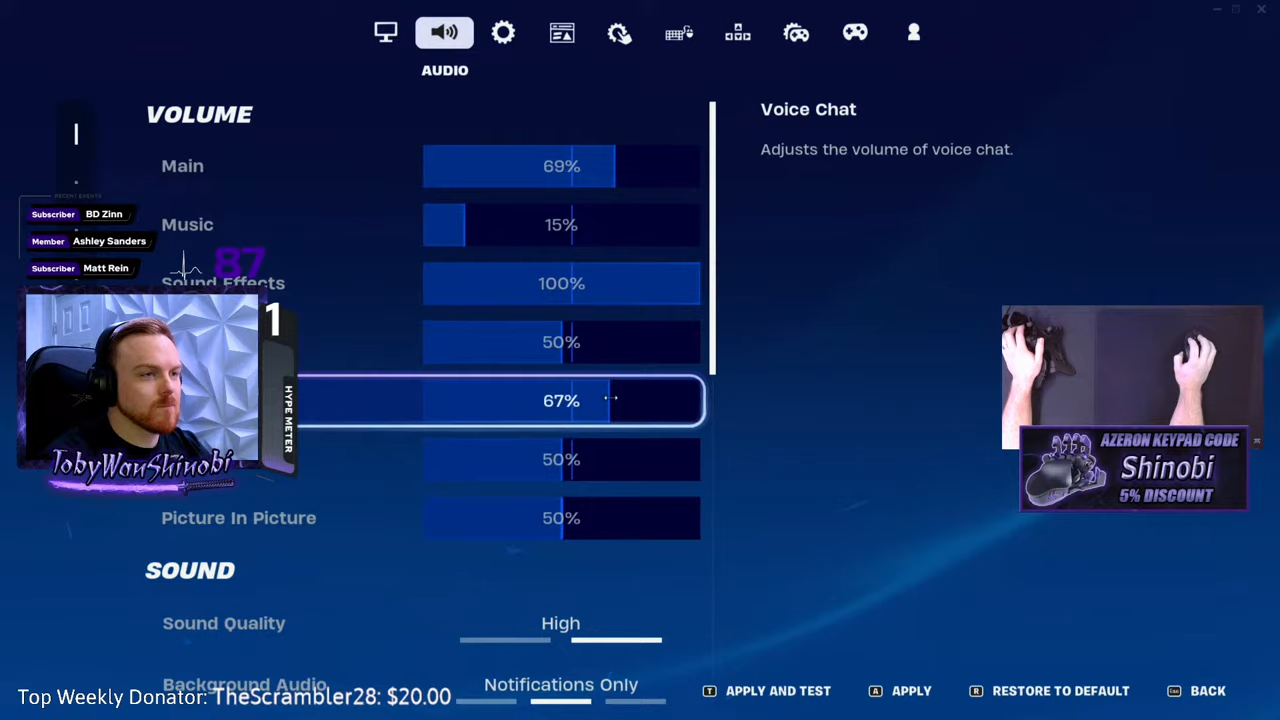 AUDIO
VOLUME
Voice Chat
Adjusts the volume of voice chat.
Main
69%
RECENT EVENTS
Subscriber BD Zinn
Music
15%
Member Ashley Sanders
Subscriber Matt Rein
87
Sound Effects
100%
1
HYPE METER
50%
67%
TobyWanShinobi
50%
Picture In Picture
50%
AZERON KEYPAD CODE
Shinobi
5% DISCOUNT
SOUND
Sound Quality
High
Background Audio
Notifications Only
Top Weekly Donator: TheScrambler28: $20.00
T APPLY AND TEST
A APPLY
R RESTORE TO DEFAULT
Esc BACK